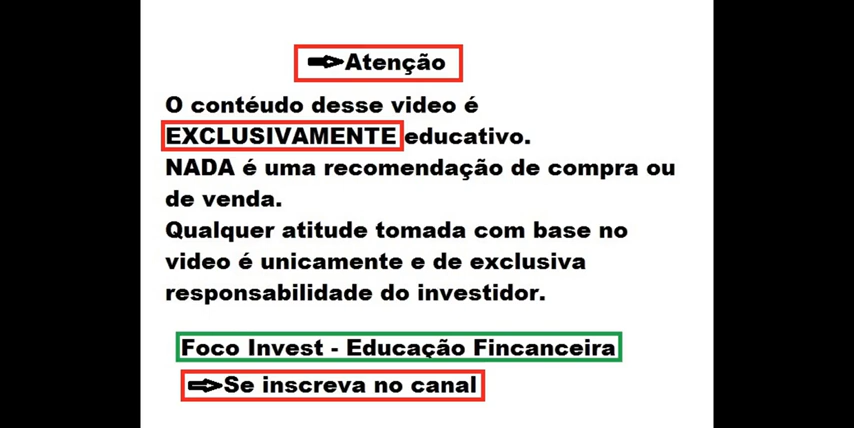 ⇨Atenção
O contéudo desse video é
EXCLUSIVAMENTE educativo.
NADA é uma recomendação de compra ou
de venda.
Qualquer atitude tomada com base no
video é unicamente e de exclusiva
responsabilidade do investidor.
Foco Invest - Educação Fincanceira
⇨Se inscreva no canal